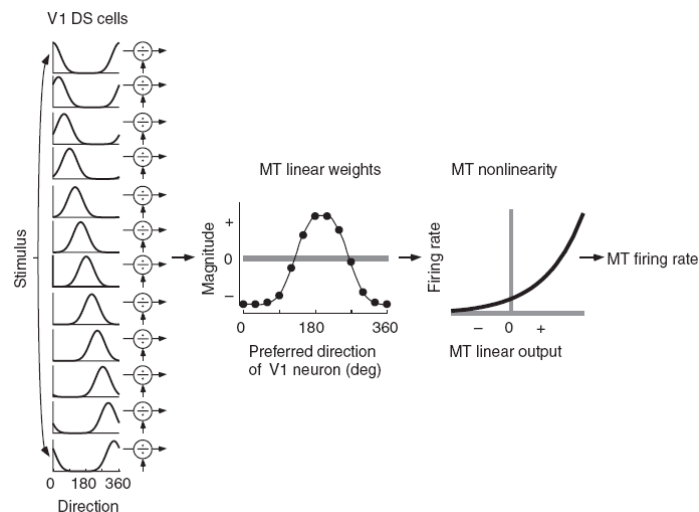 V1 DS cells
÷
÷
÷
÷
÷
÷
÷
÷
÷
÷
÷
÷
Stimulus
0 180 360
Direction
MT linear weights
Magnitude
+
0
−
0 180 360
Preferred direction
of V1 neuron (deg)
MT nonlinearity
Firing rate
− 0 +
MT linear output
MT firing rate